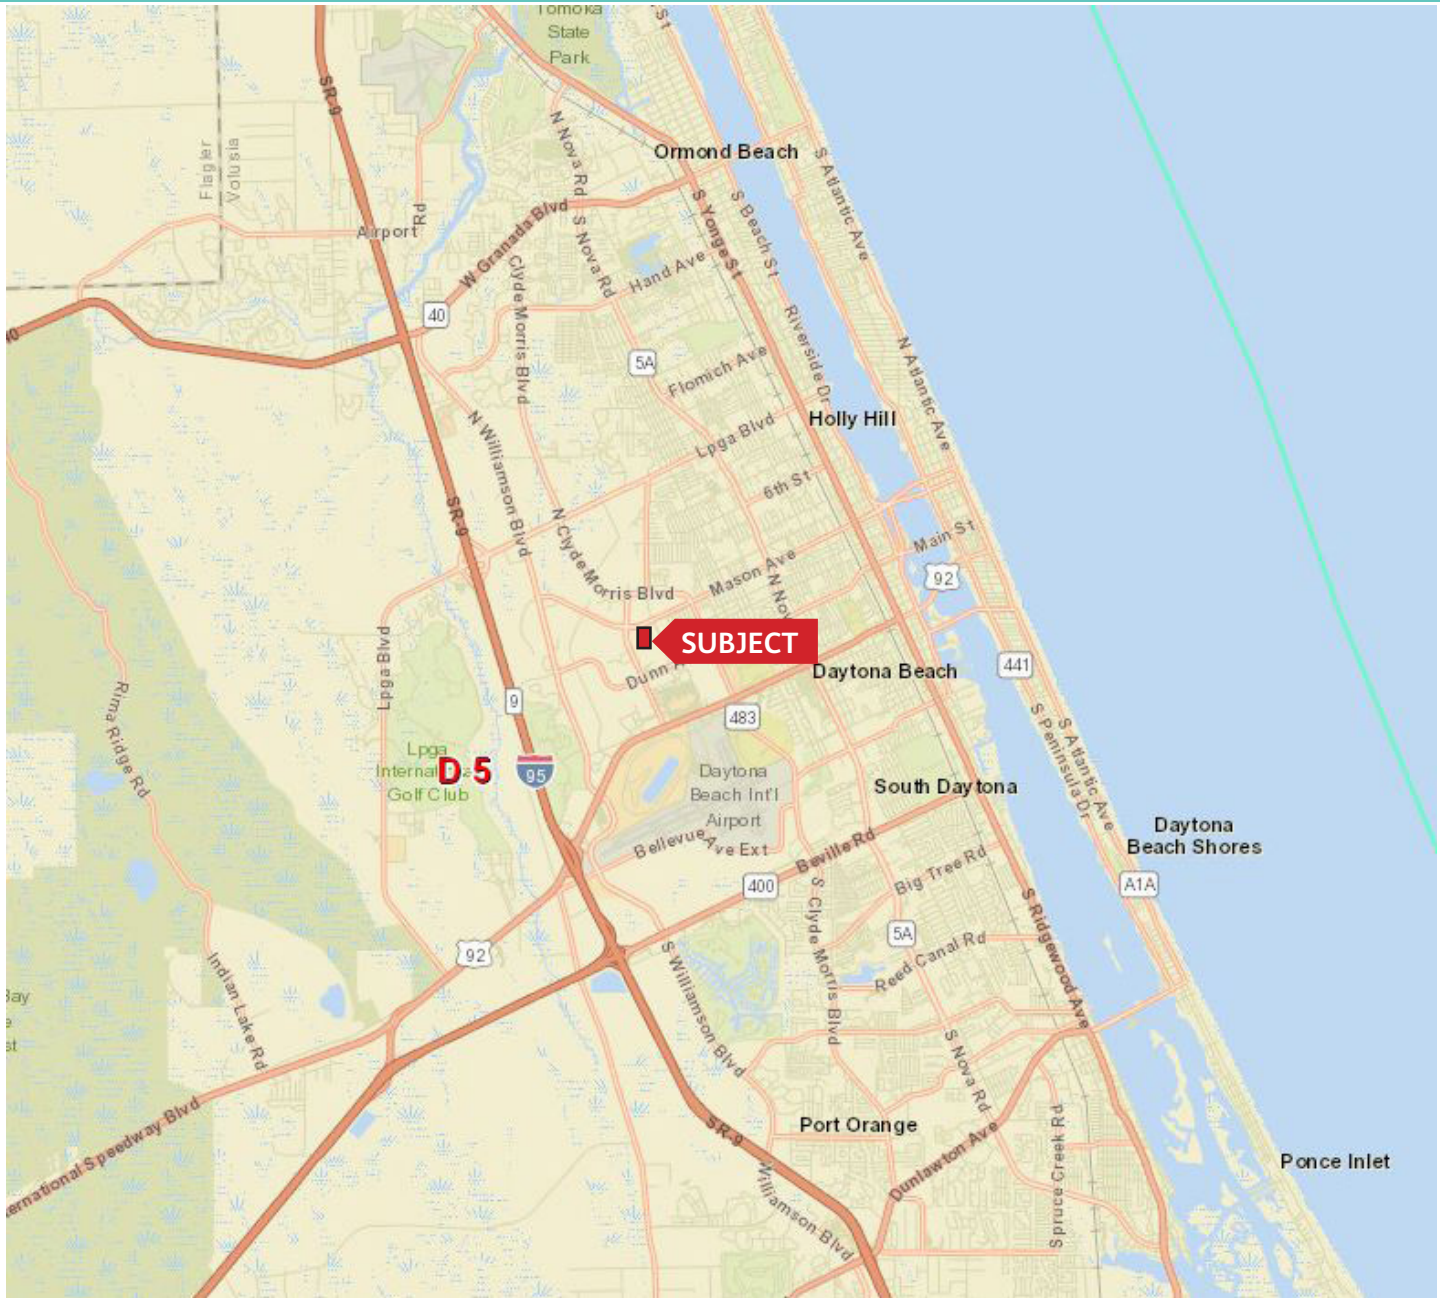 Tomoka
State
Park
St
SR-9
N Nova Rd
Ormond Beach
S Atlantic Ave
Flagler
Volusia
Airport Rd
W Granada Blvd
S Nova Rd
S Yonge St
S Beach St
Hand Ave
Clyde Morris Blvd
40
Riverside Dr
N Atlantic Ave
5A
Flomich Ave
Holly Hill
N Williamson Blvd
Lpga Blvd
6th St
SR-9
N Clyde Morris Blvd
Main St
Mason Ave
92
N Nov
SUBJECT
Lpga Blvd
Dunn A
Daytona Beach
441
Rima Ridge Rd
9
483
S Peninsula Dr
S Atlantic Ave
Lpga
International
Golf Club
D 5
95
Daytona
Beach Int'l
Airport
South Daytona
Daytona
Beach Shores
Bellevue Ave Ext
Beville Rd
400
Big Tree Rd
A1A
S Clyde Morris Blvd
S Ridgewood Ave
5A
92
Reed Canal Rd
Indian Lake Rd
S Williamson Blvd
Bay
e
st
S Nova Rd
ernational Speedway Blvd
SR-9
Port Orange
Dunlawton Ave
Spruce Creek Rd
Ponce Inlet
Williamson Blvd